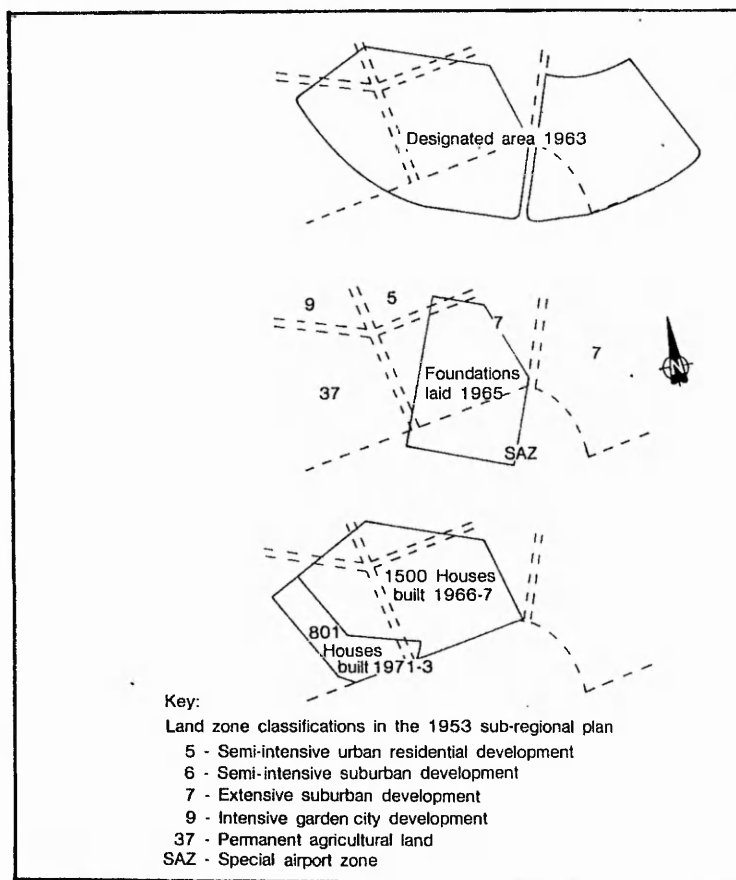 Designated area 1963
9
5
7
7
Foundations
laid 1965
37
N
SAZ
1500 Houses
built 1966-7
801
Houses
built 1971-3
Key:
Land zone classifications in the 1953 sub-regional plan
5 - Semi-intensive urban residential development
6 - Semi-intensive suburban development
7 - Extensive suburban development
9 - Intensive garden city development
37 - Permanent agricultural land
SAZ - Special airport zone